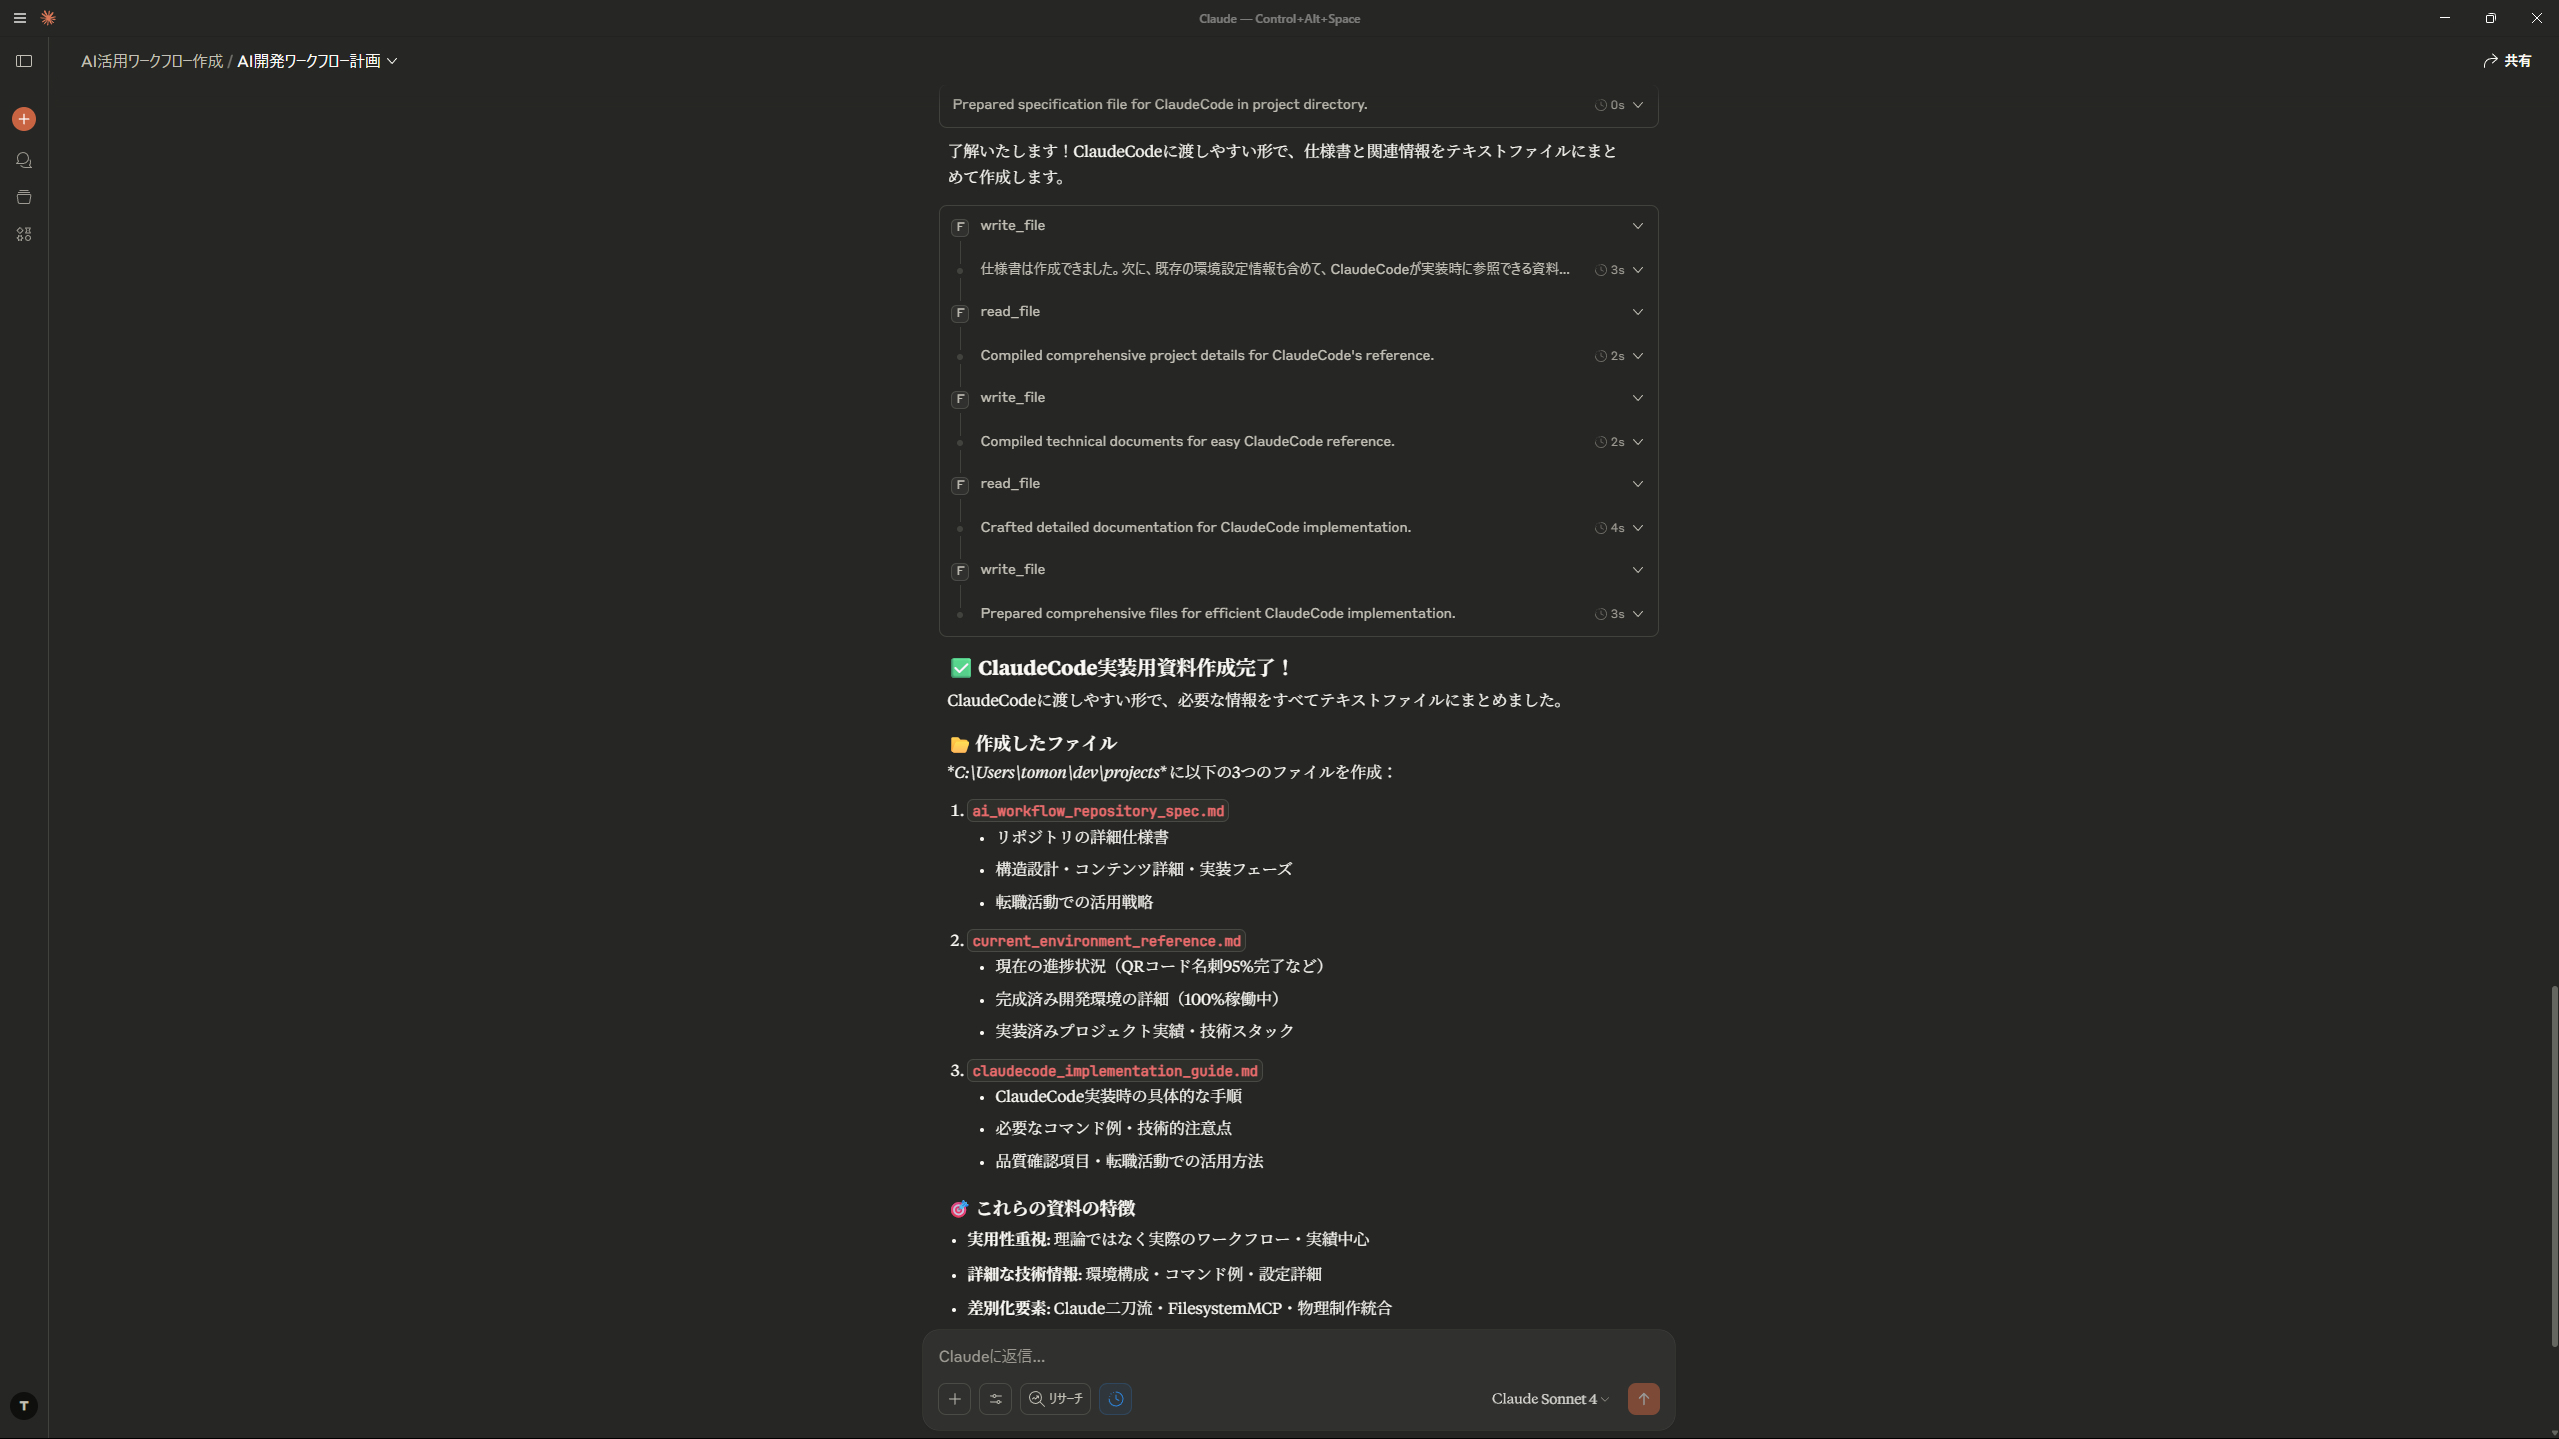 Claude — Control+Alt+Space
AI活用ワークフロー作成 / AI開発ワークフロー計画
共有
Prepared specification file for ClaudeCode in project directory.
0s
了解いたします！ClaudeCodeに渡しやすい形で、仕様書と関連情報をテキストファイルにまと
めて作成します。
F write_file
仕様書は作成できました。次に、既存の環境設定情報も含めて、ClaudeCodeが実装時に参照できる資料...
3s
F read_file
Compiled comprehensive project details for ClaudeCode's reference.
2s
F write_file
Compiled technical documents for easy ClaudeCode reference.
2s
F read_file
Crafted detailed documentation for ClaudeCode implementation.
4s
F write_file
Prepared comprehensive files for efficient ClaudeCode implementation.
3s
✅ ClaudeCode実装用資料作成完了！
ClaudeCodeに渡しやすい形で、必要な情報をすべてテキストファイルにまとめました。
📁 作成したファイル
*C:\Users\tomon\dev\projects* に以下の3つのファイルを作成：
1. ai_workflow_repository_spec.md
• リポジトリの詳細仕様書
• 構造設計・コンテンツ詳細・実装フェーズ
• 転職活動での活用戦略
2. current_environment_reference.md
• 現在の進捗状況（QRコード名刺95%完了など）
• 完成済み開発環境の詳細（100%稼働中）
• 実装済みプロジェクト実績・技術スタック
3. claudecode_implementation_guide.md
• ClaudeCode実装時の具体的な手順
• 必要なコマンド例・技術的注意点
• 品質確認項目・転職活動での活用方法
🎯 これらの資料の特徴
• 実用性重視: 理論ではなく実際のワークフロー・実績中心
• 詳細な技術情報: 環境構成・コマンド例・設定詳細
• 差別化要素: Claude二刀流・FilesystemMCP・物理制作統合
Claudeに返信...
リサーチ
Claude Sonnet 4
T